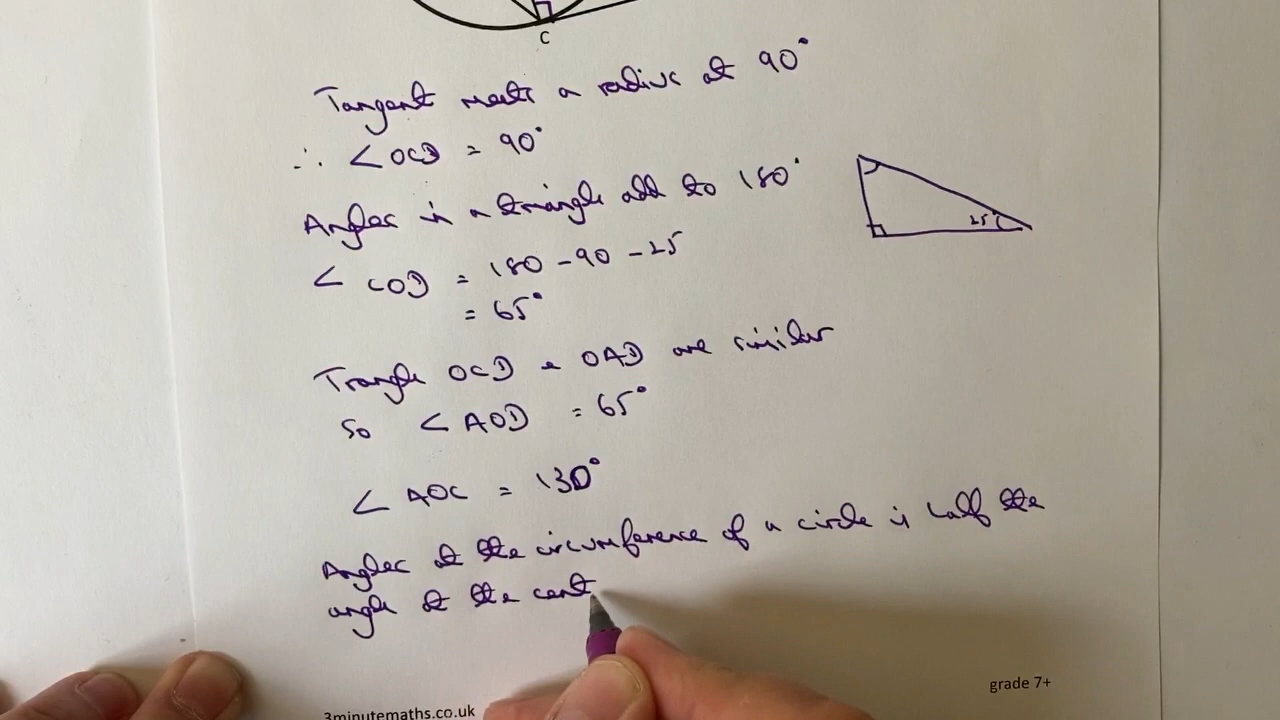 C
Tangent meets a radius at 90°
∴ ∠OCD = 90°
Angles in a triangle add to 180°
25
∠ COD = 180 - 90 - 25
= 65°
Triangle OCD & OAD are similar
so ∠AOD = 65°
∠AOC = 130°
Angles at the circumference of a circle is half the
angle at the cent
grade 7+
3minutemaths.co.uk